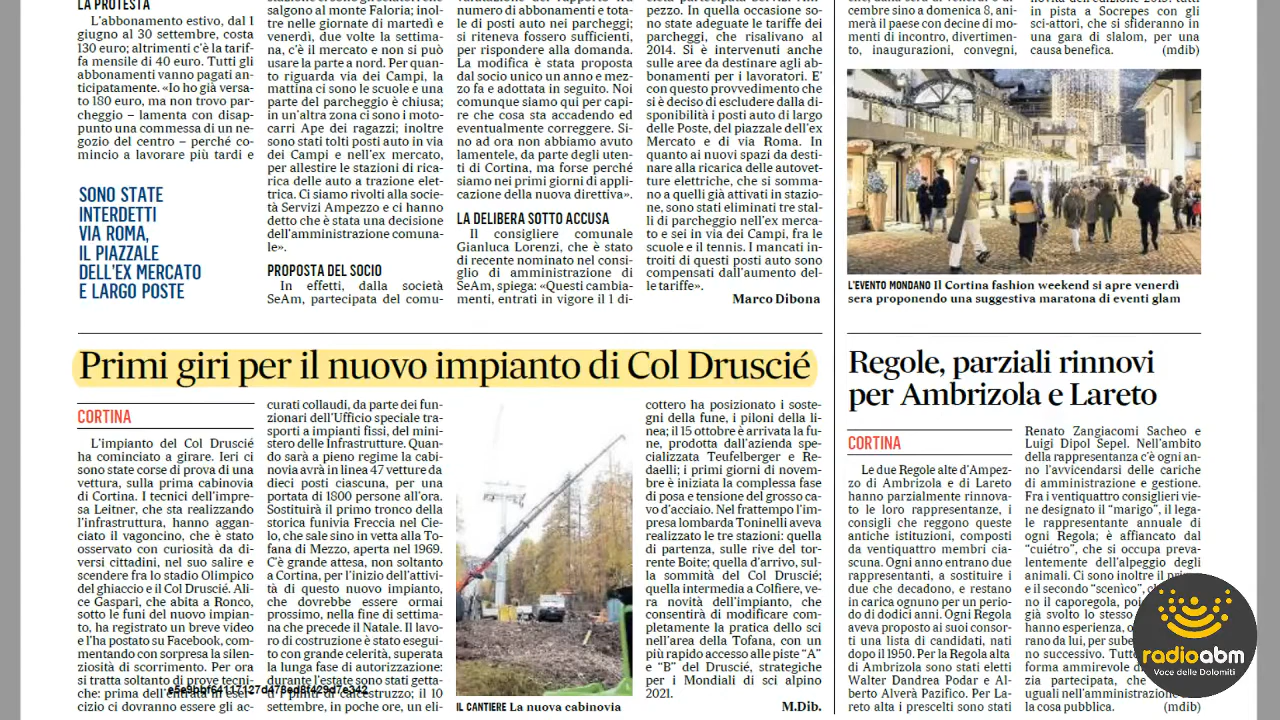 LA PROTESTA
L'abbonamento estivo, dal 1
giugno al 30 settembre, costa
130 euro; altrimenti c'è la tarif-
fa mensile di 40 euro. Tutti gli
abbonamenti vanno pagati an-
ticipatamente. «Io ho già versa-
to 180 euro, ma non trovo par-
cheggio – lamenta con disap-
punto una commessa di un ne-
gozio del centro – perché co-
mincio a lavorare più tardi e
SONO STATE
INTERDETTI
VIA ROMA,
IL PIAZZALE
DELL'EX MERCATO
E LARGO POSTE
salgono al monte Faloria; inol-
tre nelle giornate di martedì e
venerdì, due volte la settima-
na, c'è il mercato e non si può
usare la parte a nord. Per quan-
to riguarda via dei Campi, la
mattina ci sono le scuole e una
parte del parcheggio è chiusa;
in un'altra zona ci sono i moto-
carri Ape dei ragazzi; inoltre
sono stati tolti posti auto in via
dei Campi e nell'ex mercato,
per allestire le stazioni di rica-
rica delle auto a trazione elet-
trica. Ci siamo rivolti alla socie-
tà Servizi Ampezzo e ci hanno
detto che è stata una decisione
dell'amministrazione comuna-
le».
PROPOSTA DEL SOCIO
In effetti, dalla società
SeAm, partecipata del comu-
numero di abbonamenti e tota-
le di posti auto nei parcheggi;
si riteneva fossero sufficienti,
per rispondere alla domanda.
La modifica è stata proposta
dal socio unico un anno e mez-
zo fa e adottata in seguito. Noi
comunque siamo qui per capi-
re che cosa sta accadendo ed
eventualmente correggere. Si-
no ad ora non abbiamo avuto
lamentele, da parte degli uten-
ti di Cortina, ma forse perché
siamo nei primi giorni di appli-
cazione della nuova direttiva».
LA DELIBERA SOTTO ACCUSA
Il consigliere comunale
Gianluca Lorenzi, che è stato
di recente nominato nel consi-
glio di amministrazione di
SeAm, spiega: «Questi cambia-
menti, entrati in vigore il 1 di-
pezzo. In quella occasione so-
no state adeguate le tariffe dei
parcheggi, che risalivano al
2014. Si è intervenuti anche
sulle aree da destinare agli ab-
bonamenti per i lavoratori. E'
con questo provvedimento che
si è deciso di escludere dalla di-
sponibilità i posti auto di largo
delle Poste, del piazzale dell'ex
Mercato e di via Roma. In
quanto ai nuovi spazi da desti-
nare alla ricarica delle autovet-
ture elettriche, che si somma-
no a quelli già attivati in stazio-
ne, sono stati eliminati tre stal-
li di parcheggio nell'ex merca-
to e sei in via dei Campi, fra le
scuole e il tennis. I mancati in-
troiti di questi posti auto sono
compensati dall'aumento del-
le tariffe».
Marco Dibona
cembre sino a domenica 8, ani-
merà il paese con decine di mo-
menti di incontro, divertimen-
to, inaugurazioni, convegni,
in pista a Socrepes con gli
sci-attori, che si sfideranno in
una gara di slalom, per una
causa benefica. (mdib)
L'EVENTO MONDANO Il Cortina fashion weekend si apre venerdì
sera proponendo una suggestiva maratona di eventi glam
Primi giri per il nuovo impianto di Col Druscié
CORTINA
L'impianto del Col Druscié
ha cominciato a girare. Ieri ci
sono state corse di prova di una
vettura, sulla prima cabinovia
di Cortina. I tecnici dell'impre-
sa Leitner, che sta realizzando
l'infrastruttura, hanno aggan-
ciato il vagoncino, che è stato
osservato con curiosità da di-
versi cittadini, nel suo salire e
scendere fra lo stadio Olimpico
del ghiaccio e il Col Druscié. Ali-
ce Gaspari, che abita a Ronco,
sotto le funi del nuovo impian-
to, ha registrato un breve video
e l'ha postato su Facebook, com-
mentando con sorpresa la silen-
ziosità di scorrimento. Per ora
si tratta soltanto di prove tecni-
che: prima dell'entrata in eser-
cizio ci dovranno essere gli ac-
curati collaudi, da parte dei fun-
zionari dell'Ufficio speciale tra-
sporti a impianti fissi, del mini-
stero delle Infrastrutture. Quan-
do sarà a pieno regime la cabi-
novia avrà in linea 47 vetture da
dieci posti ciascuna, per una
portata di 1800 persone all'ora.
Sostituirà il primo tronco della
storica funivia Freccia nel Cie-
lo, che sale sino in vetta alla To-
fana di Mezzo, aperta nel 1969.
C'è grande attesa, non soltanto
a Cortina, per l'inizio dell'attivi-
tà di questo nuovo impianto,
che dovrebbe essere ormai
prossimo, nella fine di settima-
na che precede il Natale. Il lavo-
ro di costruzione è stato esegui-
to con grande celerità, superata
la lunga fase di autorizzazione:
durante l'estate sono stati getta-
ti i plinti di calcestruzzo; il 10
settembre, in poche ore, un eli-
IL CANTIERE La nuova cabinovia
cottero ha posizionato i soste-
gni della fune, i piloni della li-
nea; il 15 ottobre è arrivata la fu-
ne, prodotta dall'azienda spe-
cializzata Teufelberger e Re-
daelli; i primi giorni di novem-
bre è iniziata la complessa fase
di posa e tensione del grosso ca-
vo d'acciaio. Nel frattempo l'im-
presa lombarda Toninelli aveva
realizzato le tre stazioni: quella
di partenza, sulle rive del tor-
rente Boite; quella d'arrivo, sul-
la sommità del Col Druscié;
quella intermedia a Colfiere, ve-
ra novità dell'impianto, che
consentirà di modificare com-
pletamente la pratica dello sci
nell'area della Tofana, con un
più rapido accesso alle piste "A"
e "B" del Druscié, strategiche
per i Mondiali di sci alpino
2021.
M.Dib.
Regole, parziali rinnovi
per Ambrizola e Lareto
CORTINA
Le due Regole alte d'Ampez-
zo di Ambrizola e di Lareto
hanno parzialmente rinnova-
to le loro rappresentanze, i
consigli che reggono queste
antiche istituzioni, composti
da ventiquattro membri cia-
scuna. Ogni anno entrano due
rappresentanti, a sostituire i
due che decadono, e restano
in carica ognuno per un perio-
do di dodici anni. Ogni Regola
aveva proposto ai suoi consor-
ti una lista di candidati, nati
dopo il 1950. Per la Regola alta
di Ambrizola sono stati eletti
Walter Dandrea Podar e Al-
berto Alverà Pacifico. Per La-
reto alta i prescelti sono stati
Renato Zangiacomi Sacheo e
Luigi Dipol Sepel. Nell'ambito
della rappresentanza c'è ogni an-
no l'avvicendarsi delle cariche
di amministrazione e gestione.
Fra i ventiquattro consiglieri vie-
ne designato il "marigo", il lega-
le rappresentante annuale di
ogni Regola; è affiancato dal
"cuiétro", che si occupa preva-
lentemente dell'alpeggio degli
animali. Ci sono inoltre il
e il secondo "scenico",
no il caporegola,
già svolto lo stesso
hanno esperienza,
rano da lui, per
no successivo.
forma ammirevole
zia partecipata, che
uguali nell'amministrazione
la cosa pubblica. (mdib)
e5e9bbf64117127d478ed8f429d7e342
radioabm
Voce delle Dolomiti